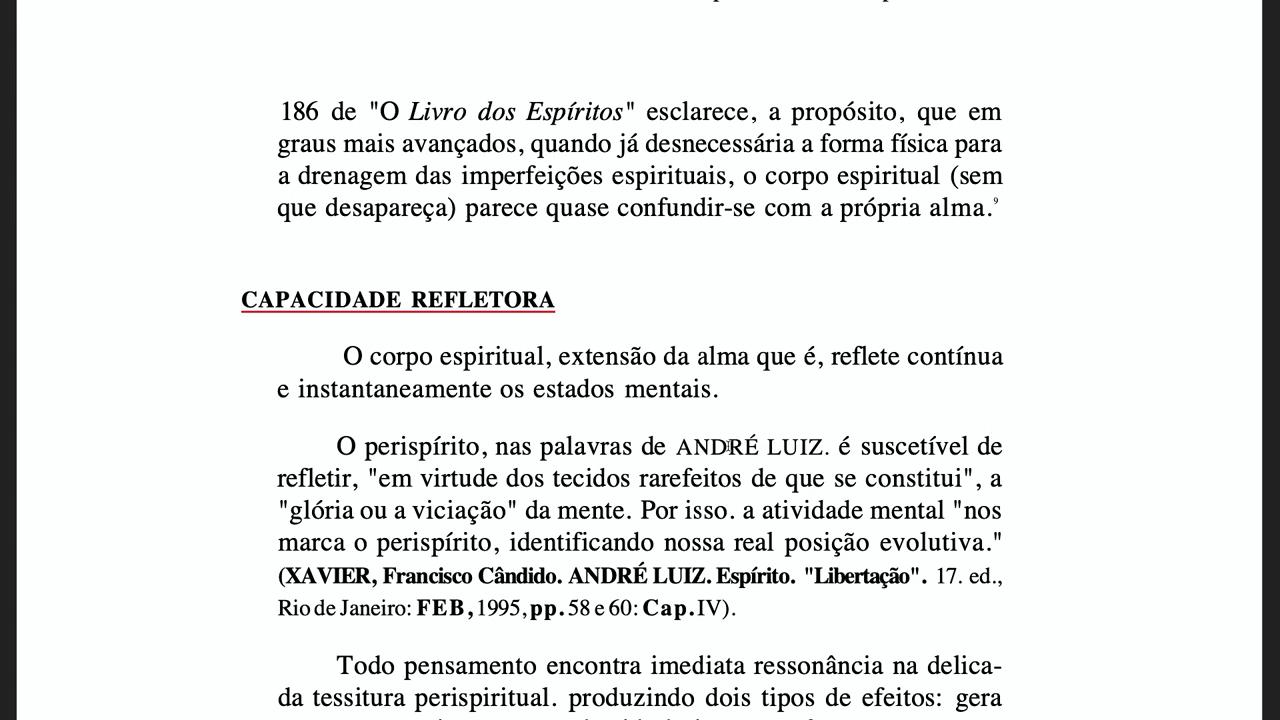 186 de "O Livro dos Espíritos" esclarece, a propósito, que em
graus mais avançados, quando já desnecessária a forma física para
a drenagem das imperfeições espirituais, o corpo espiritual (sem
que desapareça) parece quase confundir-se com a própria alma.⁹
CAPACIDADE REFLETORA
O corpo espiritual, extensão da alma que é, reflete contínua
e instantaneamente os estados mentais.
O perispírito, nas palavras de ANDRÉ LUIZ. é suscetível de
refletir, "em virtude dos tecidos rarefeitos de que se constitui", a
"glória ou a viciação" da mente. Por isso. a atividade mental "nos
marca o perispírito, identificando nossa real posição evolutiva."
(XAVIER, Francisco Cândido. ANDRÉ LUIZ. Espírito. "Libertação". 17. ed.,
Rio de Janeiro: FEB, 1995, pp. 58 e 60: Cap. IV).
Todo pensamento encontra imediata ressonância na delica-
da tessitura perispiritual. produzindo dois tipos de efeitos: gera